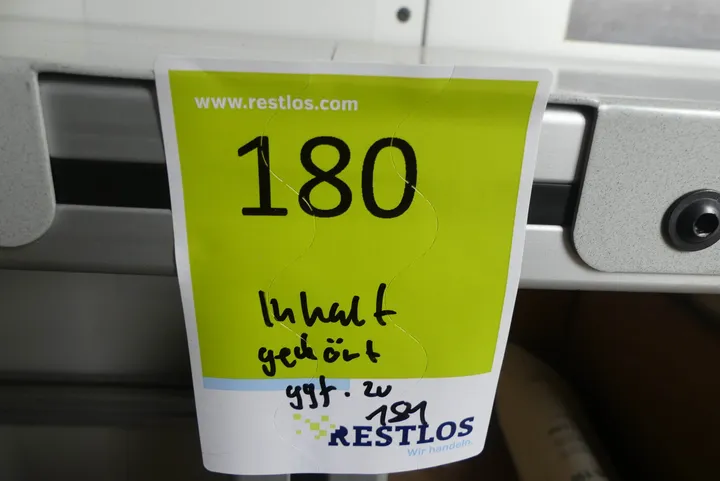 www.restlos.com
180
Inhalt
gehört
ggf. zu
181
RESTLOS
Wir handeln.